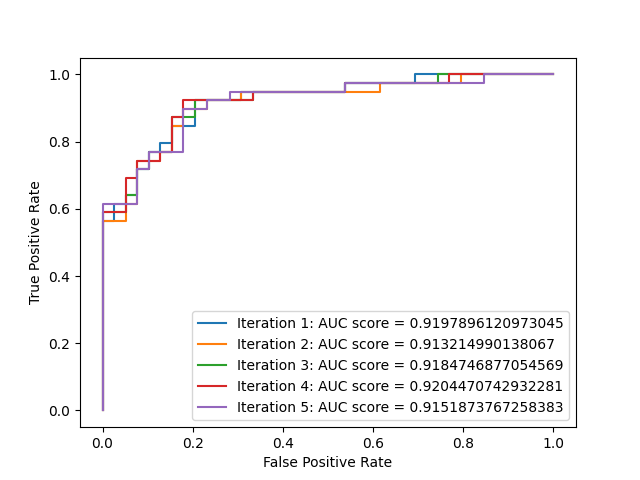 1.0
0.8
0.6
0.4
0.2
0.0
True Positive Rate
Iteration 1: AUC score = 0.9197896120973045
Iteration 2: AUC score = 0.913214990138067
Iteration 3: AUC score = 0.9184746877054569
Iteration 4: AUC score = 0.9204470742932281
Iteration 5: AUC score = 0.9151873767258383
0.0 0.2 0.4 0.6 0.8 1.0
False Positive Rate